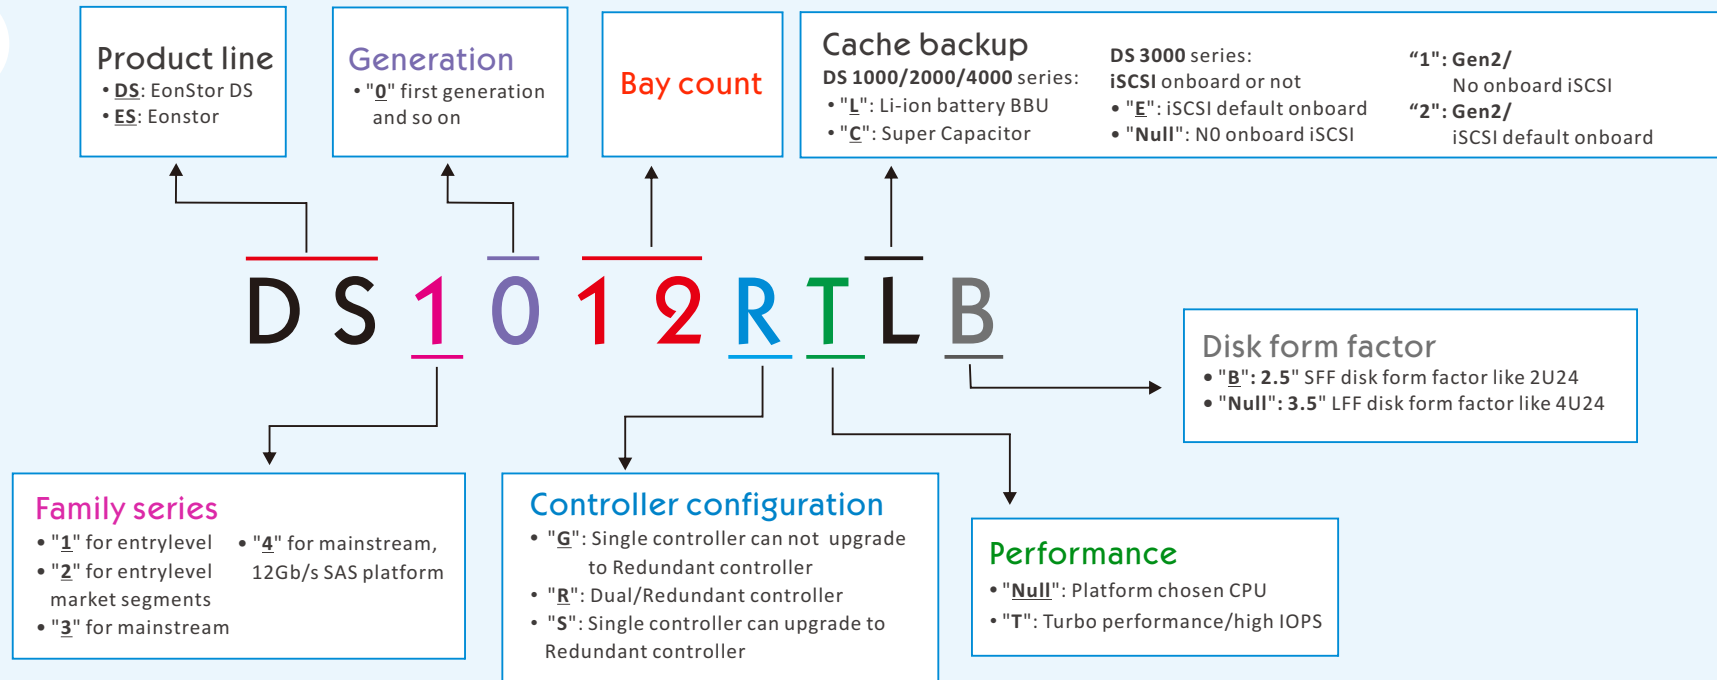 Product line
• DS: EonStor DS
• ES: Eonstor
Generation
• "0" first generation
and so on
Bay count
Cache backup
DS 1000/2000/4000 series:
• "L": Li-ion battery BBU
• "C": Super Capacitor
DS 3000 series:
iSCSI onboard or not
• "E": iSCSI default onboard
• "Null": N0 onboard iSCSI
“1": Gen2/
No onboard iSCSI
“2": Gen2/
iSCSI default onboard
DS1012RTLB
Disk form factor
• "B": 2.5" SFF disk form factor like 2U24
• "Null": 3.5" LFF disk form factor like 4U24
Family series
• "1" for entrylevel
• "2" for entrylevel
market segments
• "3" for mainstream
• "4" for mainstream,
12Gb/s SAS platform
Controller configuration
• "G": Single controller can not upgrade
to Redundant controller
• "R": Dual/Redundant controller
• "S": Single controller can upgrade to
Redundant controller
Performance
• "Null": Platform chosen CPU
• "T": Turbo performance/high IOPS